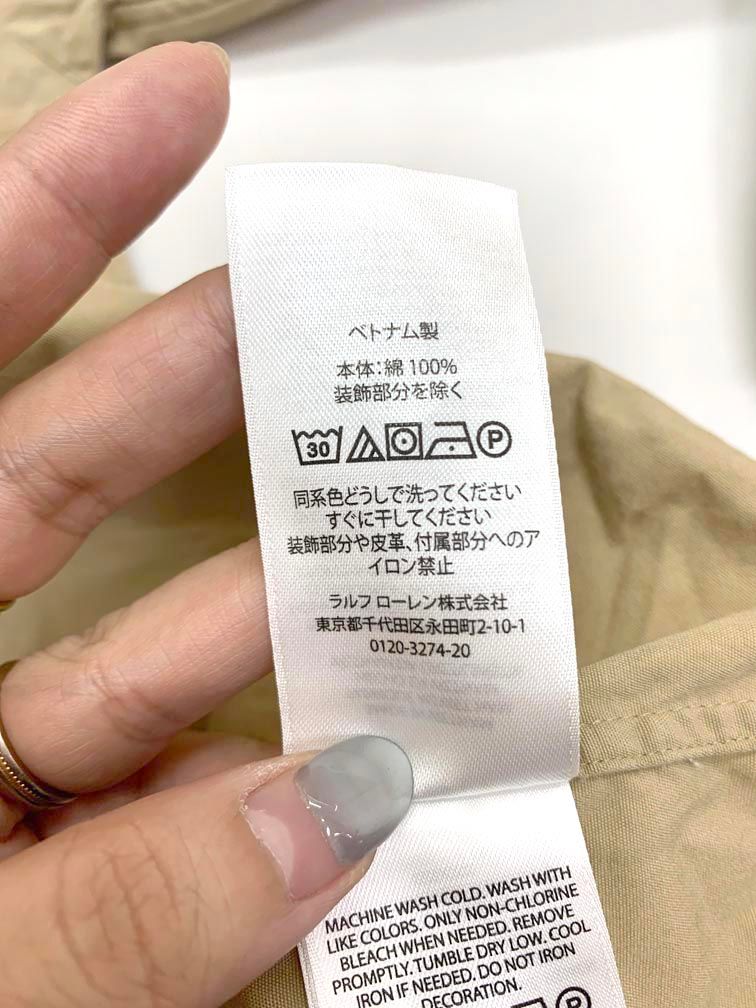 ベトナム製
本体：綿 100%
装飾部分を除く
30 P
同系色どうしで洗ってください
すぐに干してください
装飾部分や皮革、付属部分へのア
イロン禁止
ラルフ ローレン株式会社
東京都千代田区永田町2-10-1
0120-3274-20
MACHINE WASH COLD. WASH WITH
LIKE COLORS. ONLY NON-CHLORINE
BLEACH WHEN NEEDED. REMOVE
PROMPTLY. TUMBLE DRY LOW. COOL
IRON IF NEEDED. DO NOT IRON
DECORATION.
P